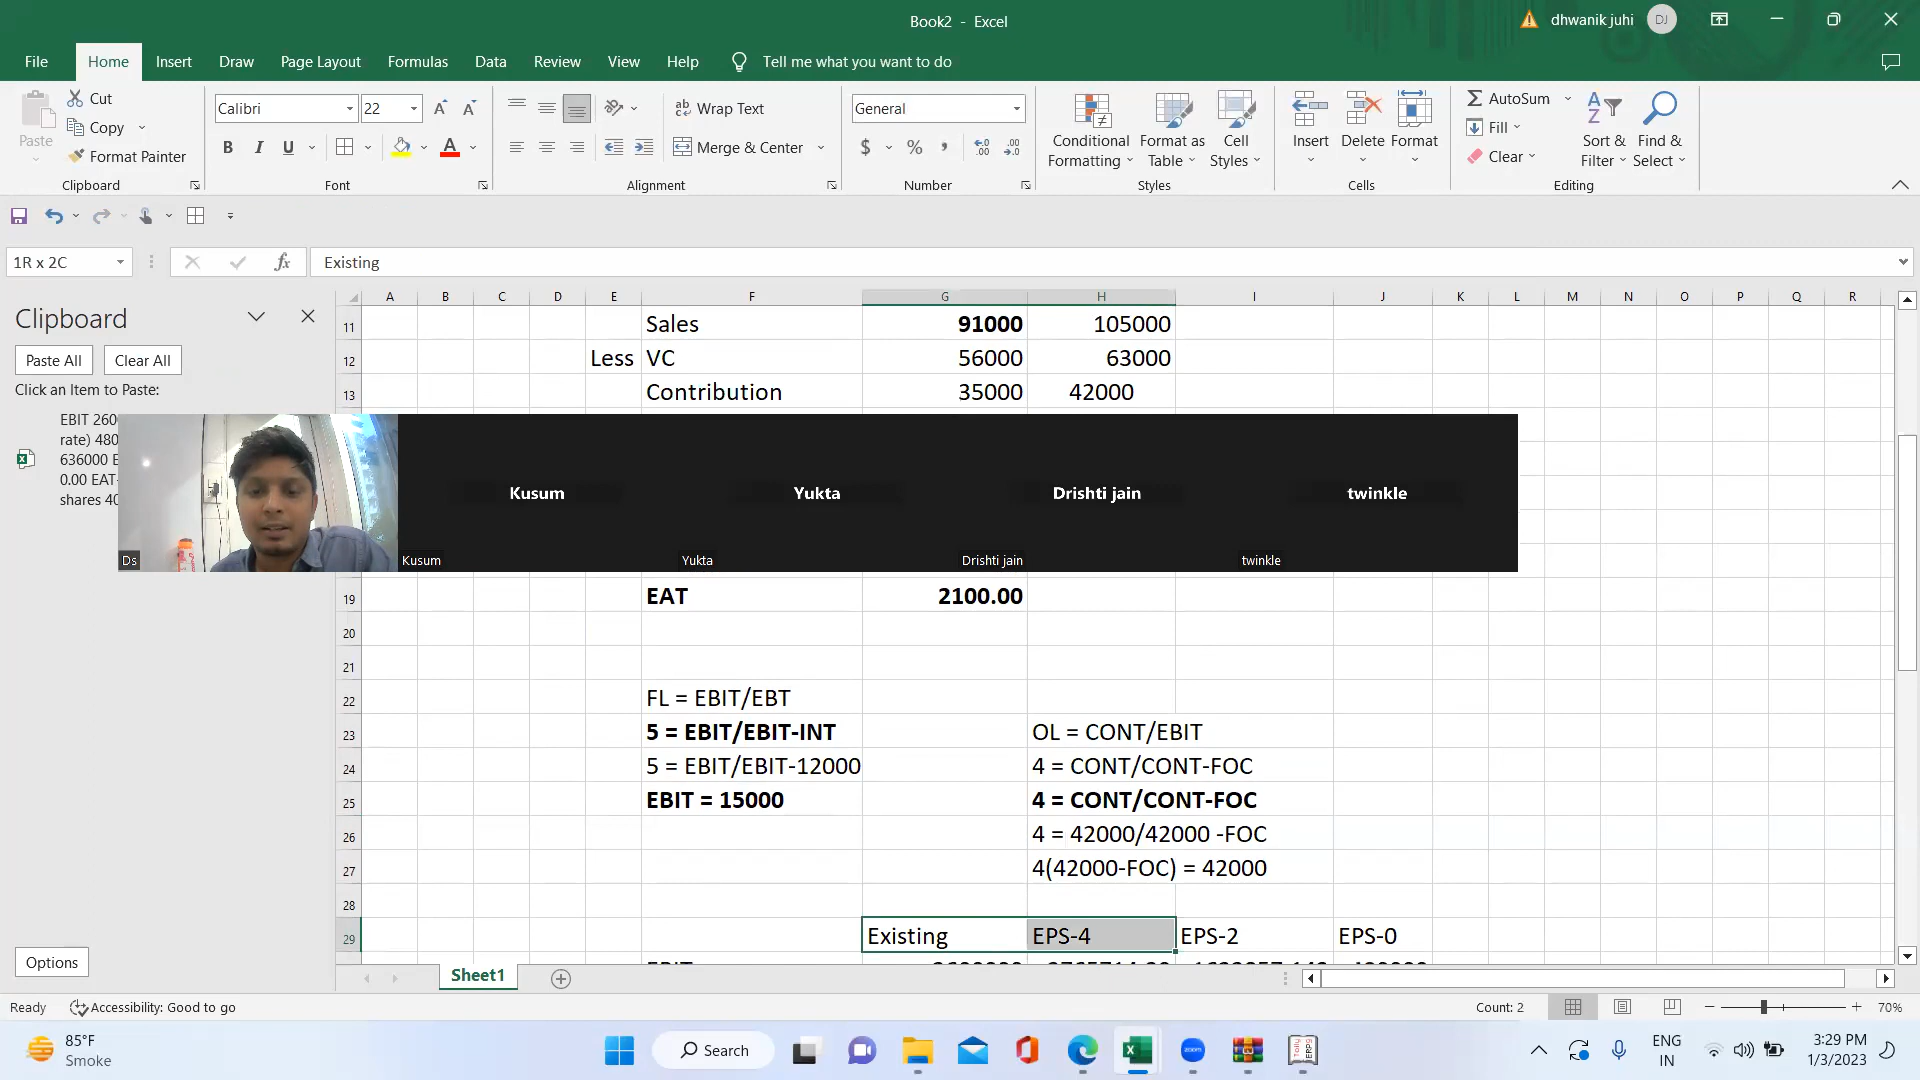 Book2 - Excel
dhwanik juhi
DJ
File
Home
Insert
Draw
Page Layout
Formulas
Data
Review
View
Help
Tell me what you want to do
Paste
Cut
Copy
Format Painter
Clipboard
Calibri
22
B I U
Font
Wrap Text
Merge & Center
Alignment
General
$ % ,
Number
Conditional Formatting
Format as Table
Cell Styles
Styles
Insert
Delete
Format
Cells
AutoSum
Fill
Clear
Sort & Filter
Find & Select
Editing
1R x 2C
fx
Existing
Clipboard
Paste All
Clear All
Click an Item to Paste:
EBIT 260
rate) 480
636000 E
0.00 EAT
shares 40
Options
A B C D E F G H I J K L M N O P Q R
11 Sales 91000 105000
12 Less VC 56000 63000
13 Contribution 35000 42000
Ds
Kusum
Kusum
Yukta
Yukta
Drishti jain
Drishti jain
twinkle
twinkle
19 EAT 2100.00
20
21
22 FL = EBIT/EBT
23 5 = EBIT/EBIT-INT OL = CONT/EBIT
24 5 = EBIT/EBIT-12000 4 = CONT/CONT-FOC
25 EBIT = 15000 4 = CONT/CONT-FOC
26 4 = 42000/42000 -FOC
27 4(42000-FOC) = 42000
28
29 Existing EPS-4 EPS-2 EPS-0
Sheet1
Ready
Accessibility: Good to go
Count: 2
70%
85°F
Smoke
Search
zoom
ENG
IN
3:29 PM
1/3/2023